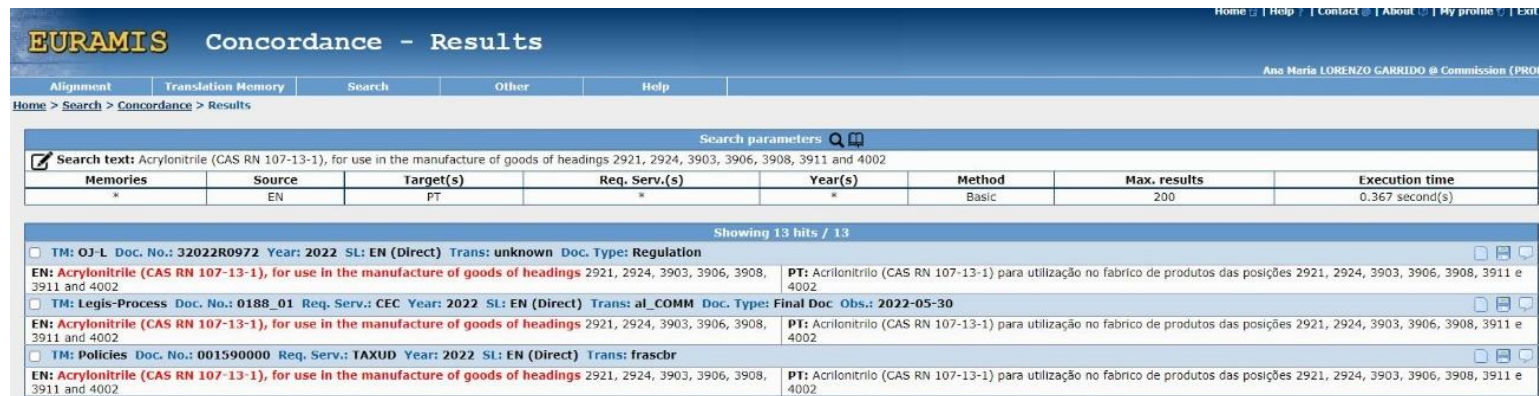 Home | Help | Contact | About | My profile | Exit
EURAMIS Concordance - Results
Ana Maria LORENZO GARRIDO @ Commission (PRO
Alignment Translation Memory Search Other Help
Home > Search > Concordance > Results
Search parameters
Search text: Acrylonitrile (CAS RN 107-13-1), for use in the manufacture of goods of headings 2921, 2924, 3903, 3906, 3908, 3911 and 4002
Memories Source Target(s) Req. Serv.(s) Year(s) Method Max. results Execution time
* EN PT * * Basic 200 0.367 second(s)
Showing 13 hits / 13
TM: OJ-L Doc. No.: 32022R0972 Year: 2022 SL: EN (Direct) Trans: unknown Doc. Type: Regulation
EN: Acrylonitrile (CAS RN 107-13-1), for use in the manufacture of goods of headings 2921, 2924, 3903, 3906, 3908,
3911 and 4002
PT: Acrilonitrilo (CAS RN 107-13-1) para utilização no fabrico de produtos das posições 2921, 2924, 3903, 3906, 3908, 3911 e
4002
TM: Legis-Process Doc. No.: 0188_01 Req. Serv.: CEC Year: 2022 SL: EN (Direct) Trans: al_COMM Doc. Type: Final Doc Obs.: 2022-05-30
EN: Acrylonitrile (CAS RN 107-13-1), for use in the manufacture of goods of headings 2921, 2924, 3903, 3906, 3908,
3911 and 4002
PT: Acrilonitrilo (CAS RN 107-13-1) para utilização no fabrico de produtos das posições 2921, 2924, 3903, 3906, 3908, 3911 e
4002
TM: Policies Doc. No.: 001590000 Req. Serv.: TAXUD Year: 2022 SL: EN (Direct) Trans: frascbr
EN: Acrylonitrile (CAS RN 107-13-1), for use in the manufacture of goods of headings 2921, 2924, 3903, 3906, 3908,
3911 and 4002
PT: Acrilonitrilo (CAS RN 107-13-1) para utilização no fabrico de produtos das posições 2921, 2924, 3903, 3906, 3908, 3911 e
4002